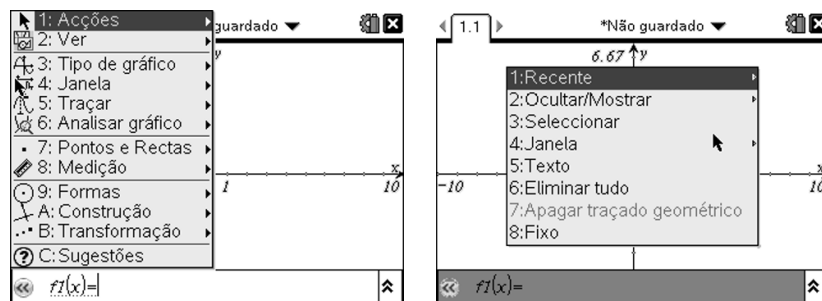 1: Acções
2: Ver
3: Tipo de gráfico
4: Janela
5: Traçar
6: Analisar gráfico
7: Pontos e Rectas
8: Medição
9: Formas
A: Construção
B: Transformação
C: Sugestões
guardado
y
x
1
10
f1(x)=
1.1
*Não guardado
6.67 y
1:Recente
2:Ocultar/Mostrar
3:Seleccionar
4:Janela
5:Texto
6:Eliminar tudo
7:Apagar traçado geométrico
8:Fixo
x
-10
10
f1(x)=